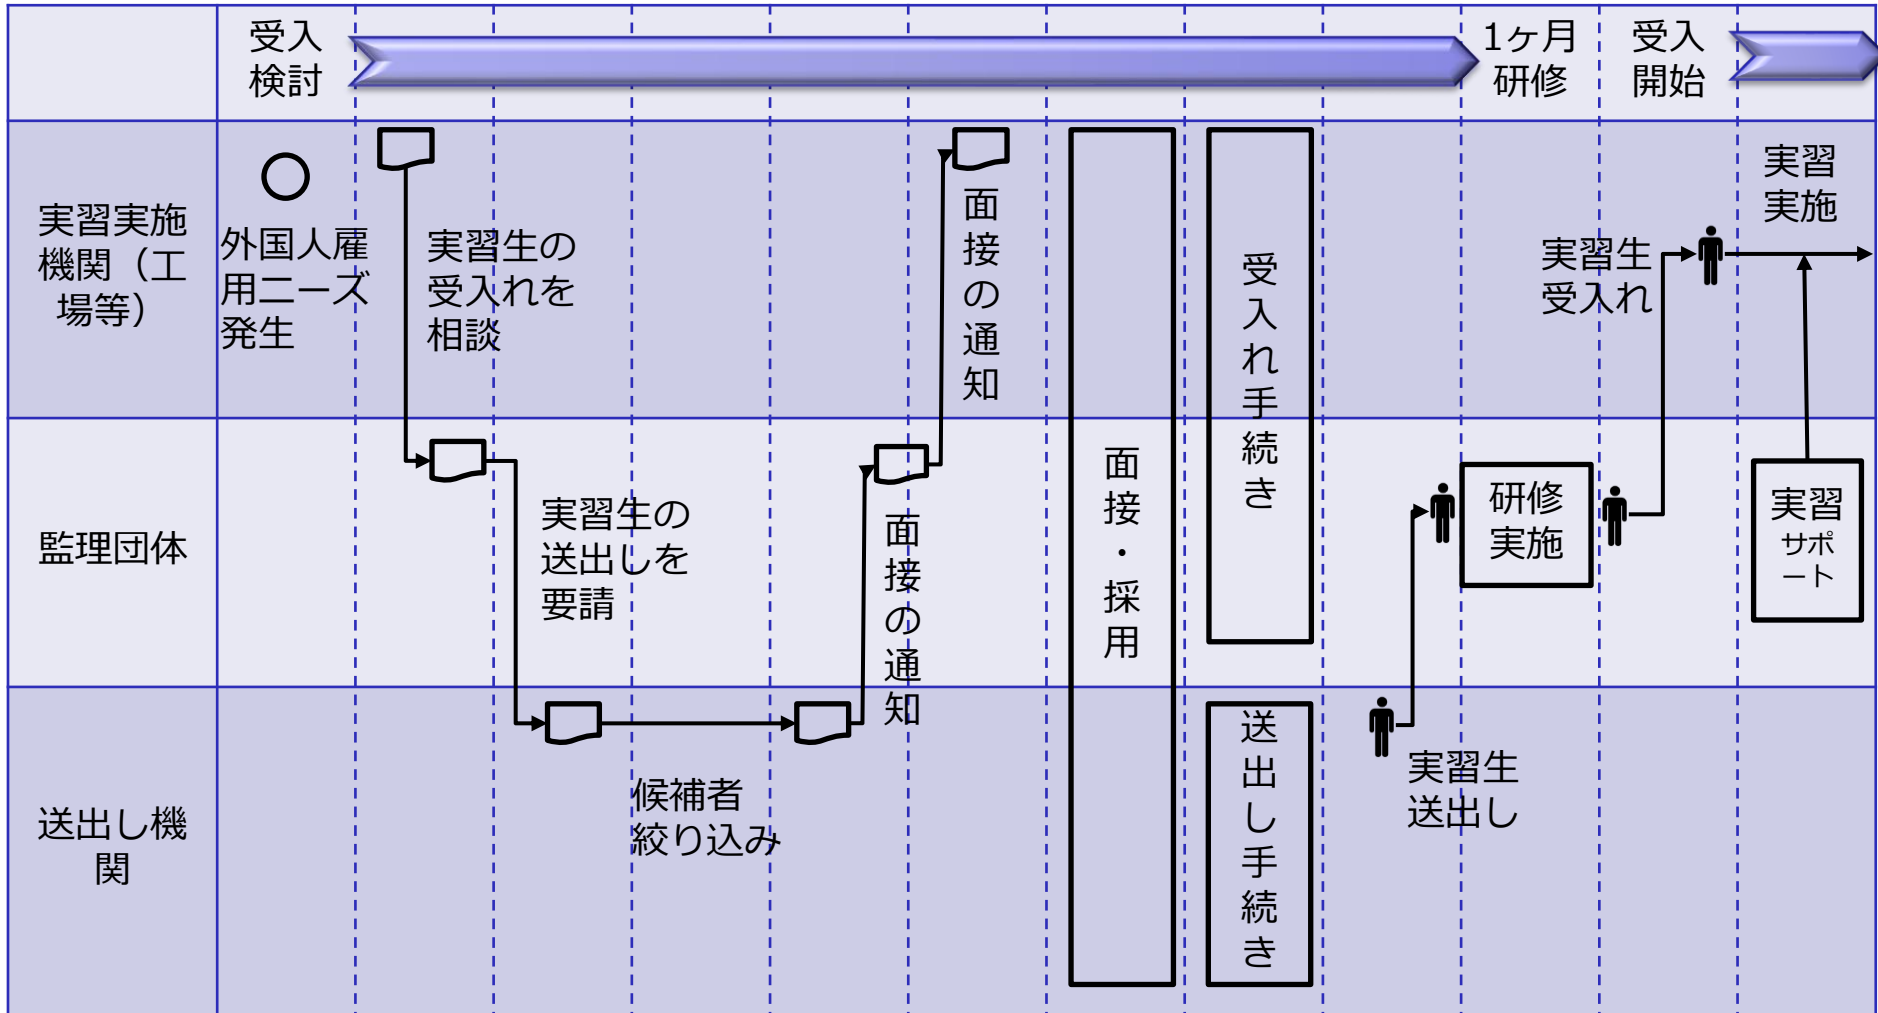 受入
検討
1ヶ月
研修
受入
開始
実習実施
機関（工
場等）
外国人雇
用ニーズ
発生
実習生の
受入れを
相談
面接の通知
面接・採用
受入れ手続き
実習生
受入れ
実習
実施
監理団体
実習生の
送出しを
要請
面接の通知
研修
実施
実習
サポ
ート
送出し機
関
候補者
絞り込み
送出し手続き
実習生
送出し